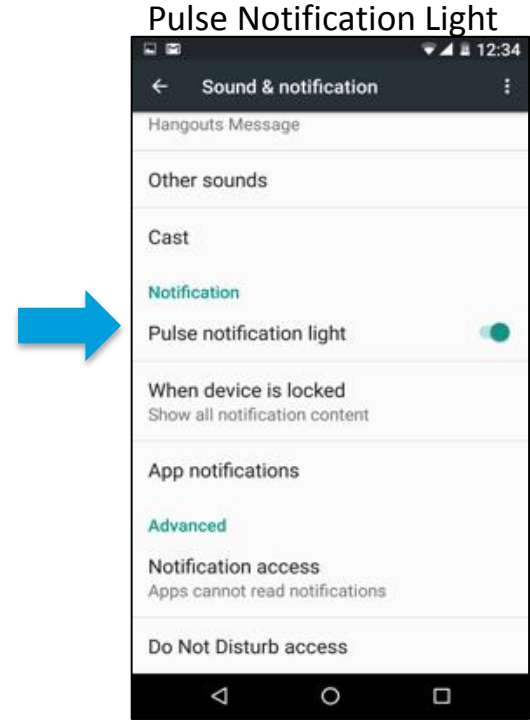 Pulse Notification Light
12:34
Sound & notification
Hangouts Message
Other sounds
Cast
Notification
Pulse notification light
When device is locked
Show all notification content
App notifications
Advanced
Notification access
Apps cannot read notifications
Do Not Disturb access